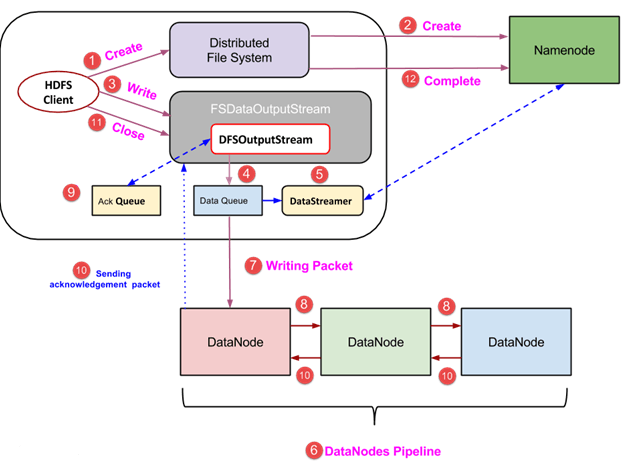 1 Create
Distributed
File System
2 Create
Namenode
12 Complete
HDFS
Client
3 Write
11 Close
FSDataOutputStream
DFSOutputStream
4
5
9
Ack Queue
Data Queue
DataStreamer
10 Sending
acknowledgement packet
7 Writing Packet
8
8
DataNode
DataNode
DataNode
10
10
6 DataNodes Pipeline